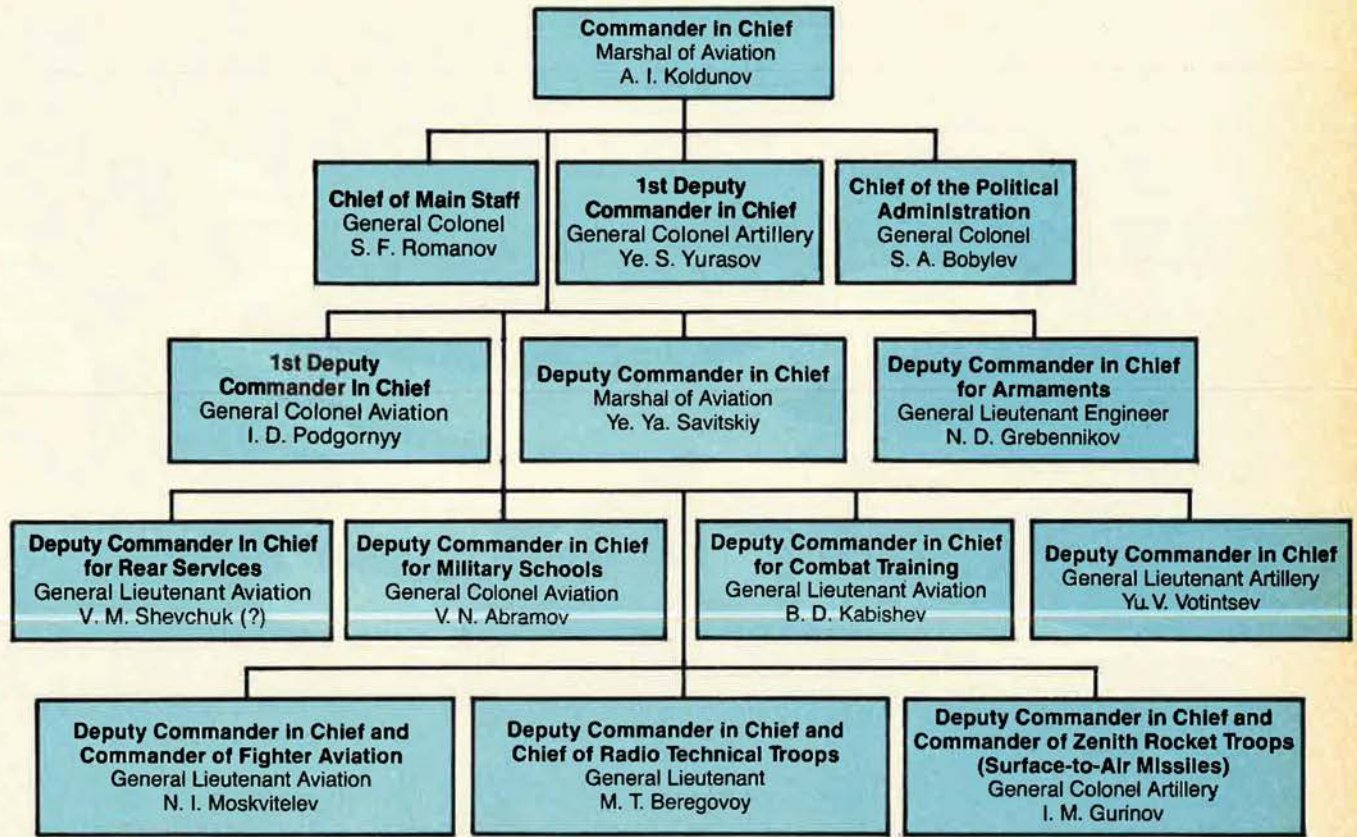 Commander in Chief
Marshal of Aviation
A. I. Koldunov
Chief of Main Staff
General Colonel
S. F. Romanov
1st Deputy
Commander in Chief
General Colonel Artillery
Ye. S. Yurasov
Chief of the Political
Administration
General Colonel
S. A. Bobylev
1st Deputy
Commander In Chief
General Colonel Aviation
I. D. Podgornyy
Deputy Commander in Chief
Marshal of Aviation
Ye. Ya. Savitskiy
Deputy Commander in Chief
for Armaments
General Lieutenant Engineer
N. D. Grebennikov
Deputy Commander In Chief
for Rear Services
General Lieutenant Aviation
V. M. Shevchuk (?)
Deputy Commander in Chief
for Military Schools
General Colonel Aviation
V. N. Abramov
Deputy Commander in Chief
for Combat Training
General Lieutenant Aviation
B. D. Kabishev
Deputy Commander in Chief
General Lieutenant Artillery
Yu. V. Votintsev
Deputy Commander in Chief and
Commander of Fighter Aviation
General Lieutenant Aviation
N. I. Moskvitelev
Deputy Commander in Chief and
Chief of Radio Technical Troops
General Lieutenant
M. T. Beregovoy
Deputy Commander in Chief and
Commander of Zenith Rocket Troops
(Surface-to-Air Missiles)
General Colonel Artillery
I. M. Gurinov